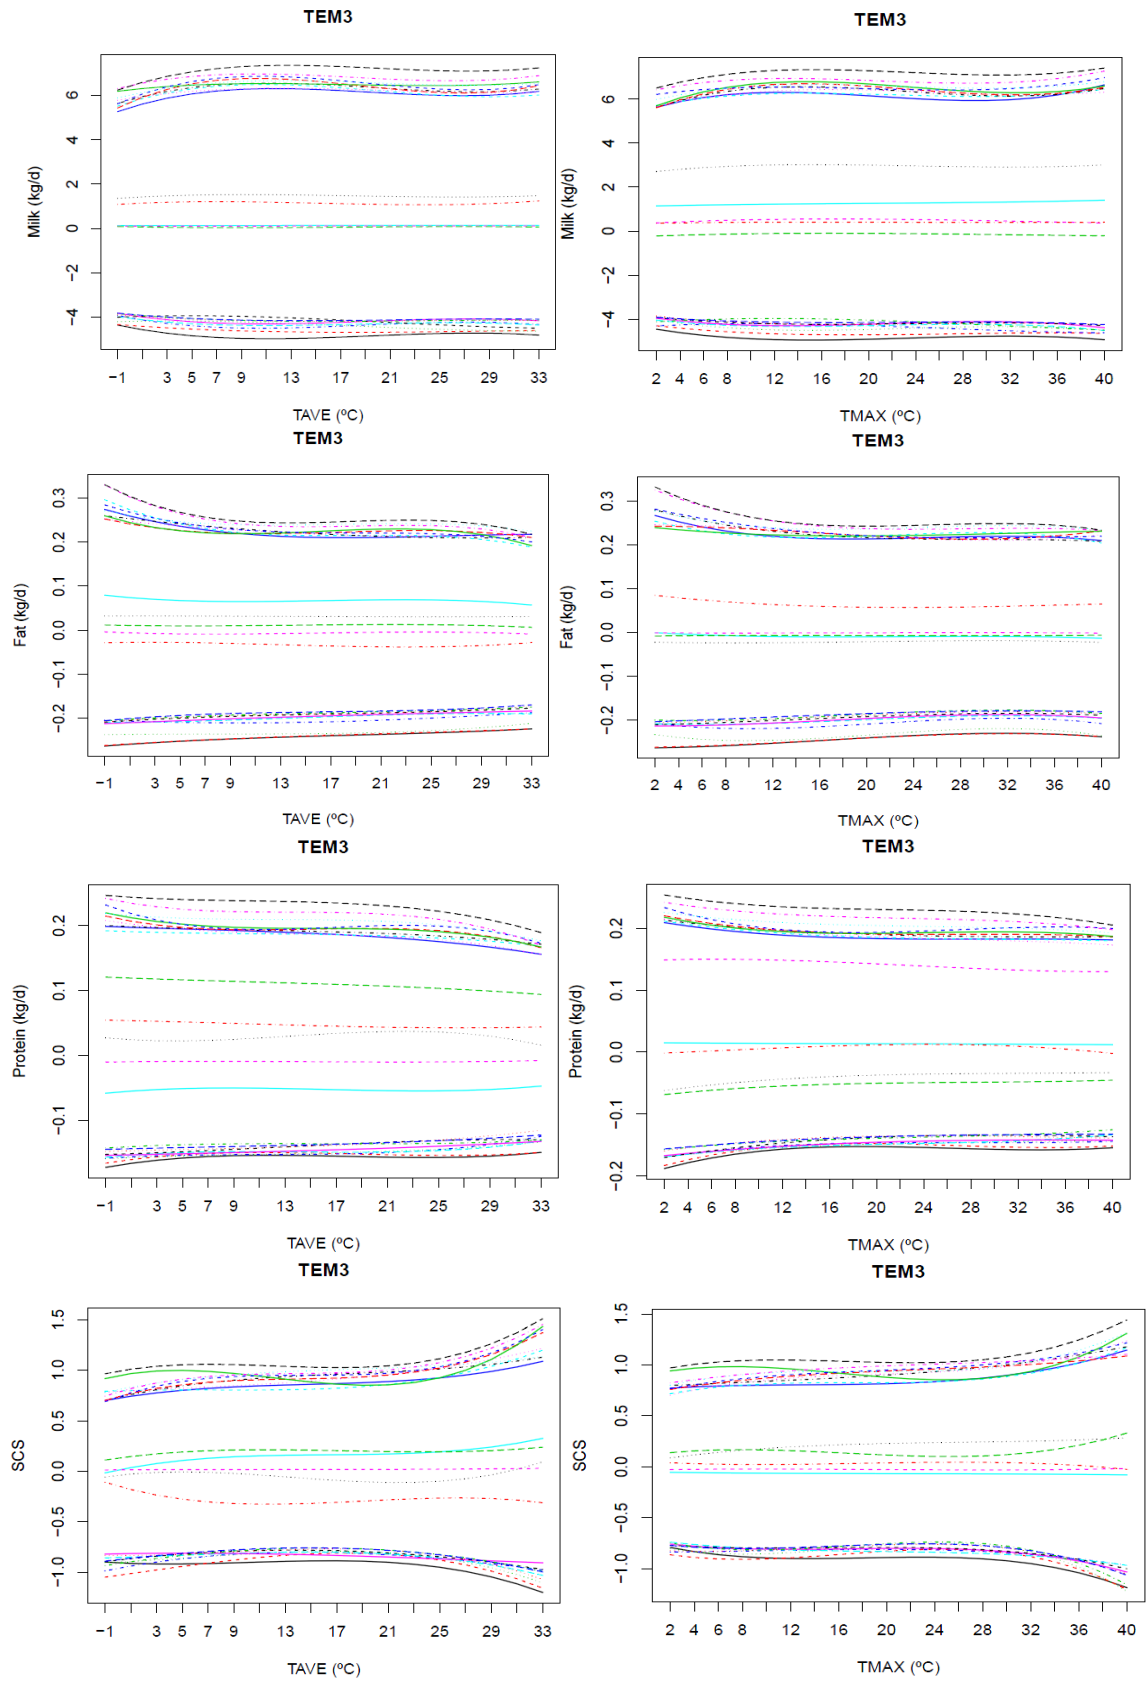 TEM3
Milk (kg/d)
6
4
2
0
−2
−4
−1 3 5 7 9 13 17 21 25 29 33
TAVE (ºC)
TEM3
Milk (kg/d)
6
4
2
0
−2
−4
2 4 6 8 12 16 20 24 28 32 36 40
TMAX (ºC)
TEM3
Fat (kg/d)
0.3
0.2
0.1
0.0
−0.1
−0.2
−1 3 5 7 9 13 17 21 25 29 33
TAVE (ºC)
TEM3
Fat (kg/d)
0.3
0.2
0.1
0.0
−0.1
−0.2
2 4 6 8 12 16 20 24 28 32 36 40
TMAX (ºC)
TEM3
Protein (kg/d)
0.2
0.1
0.0
−0.1
−1 3 5 7 9 13 17 21 25 29 33
TAVE (ºC)
TEM3
Protein (kg/d)
0.2
0.1
0.0
−0.1
−0.2
2 4 6 8 12 16 20 24 28 32 36 40
TMAX (ºC)
TEM3
SCS
1.5
1.0
0.5
0.0
−0.5
−1.0
−1 3 5 7 9 13 17 21 25 29 33
TAVE (ºC)
TEM3
SCS
1.5
1.0
0.5
0.0
−0.5
−1.0
2 4 6 8 12 16 20 24 28 32 36 40
TMAX (ºC)